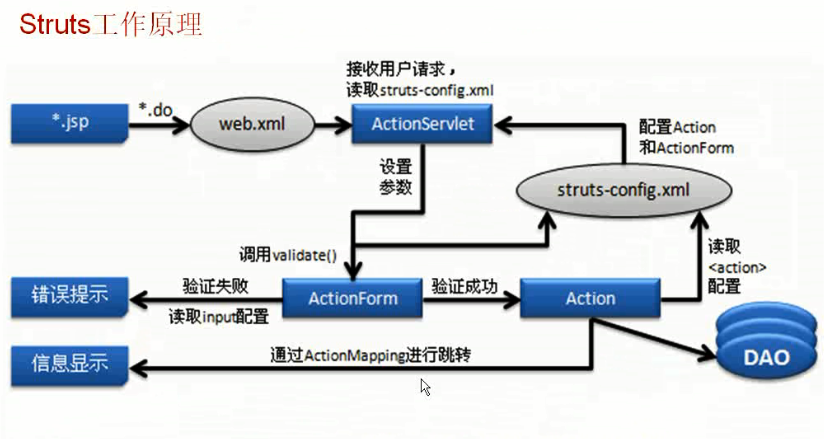 Struts工作原理
接收用户请求，
读取struts-config.xml
*.jsp
*.do
web.xml
ActionServlet
配置Action
和ActionForm
设置
参数
struts-config.xml
调用validate()
读取
<action>
配置
错误提示
验证失败
读取input配置
ActionForm
验证成功
Action
信息显示
通过ActionMapping进行跳转
DAO